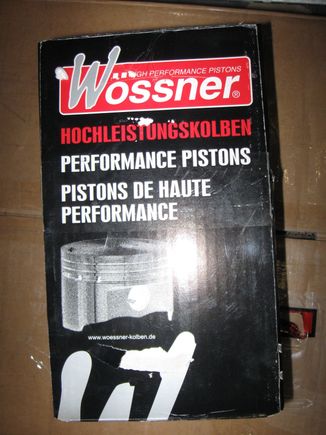 HIGH PERFORMANCE PISTONS
Wössner®
HOCHLEISTUNGSKOLBEN
PERFORMANCE PISTONS
PISTONS DE HAUTE
PERFORMANCE
www.woessner-kolben.de
W